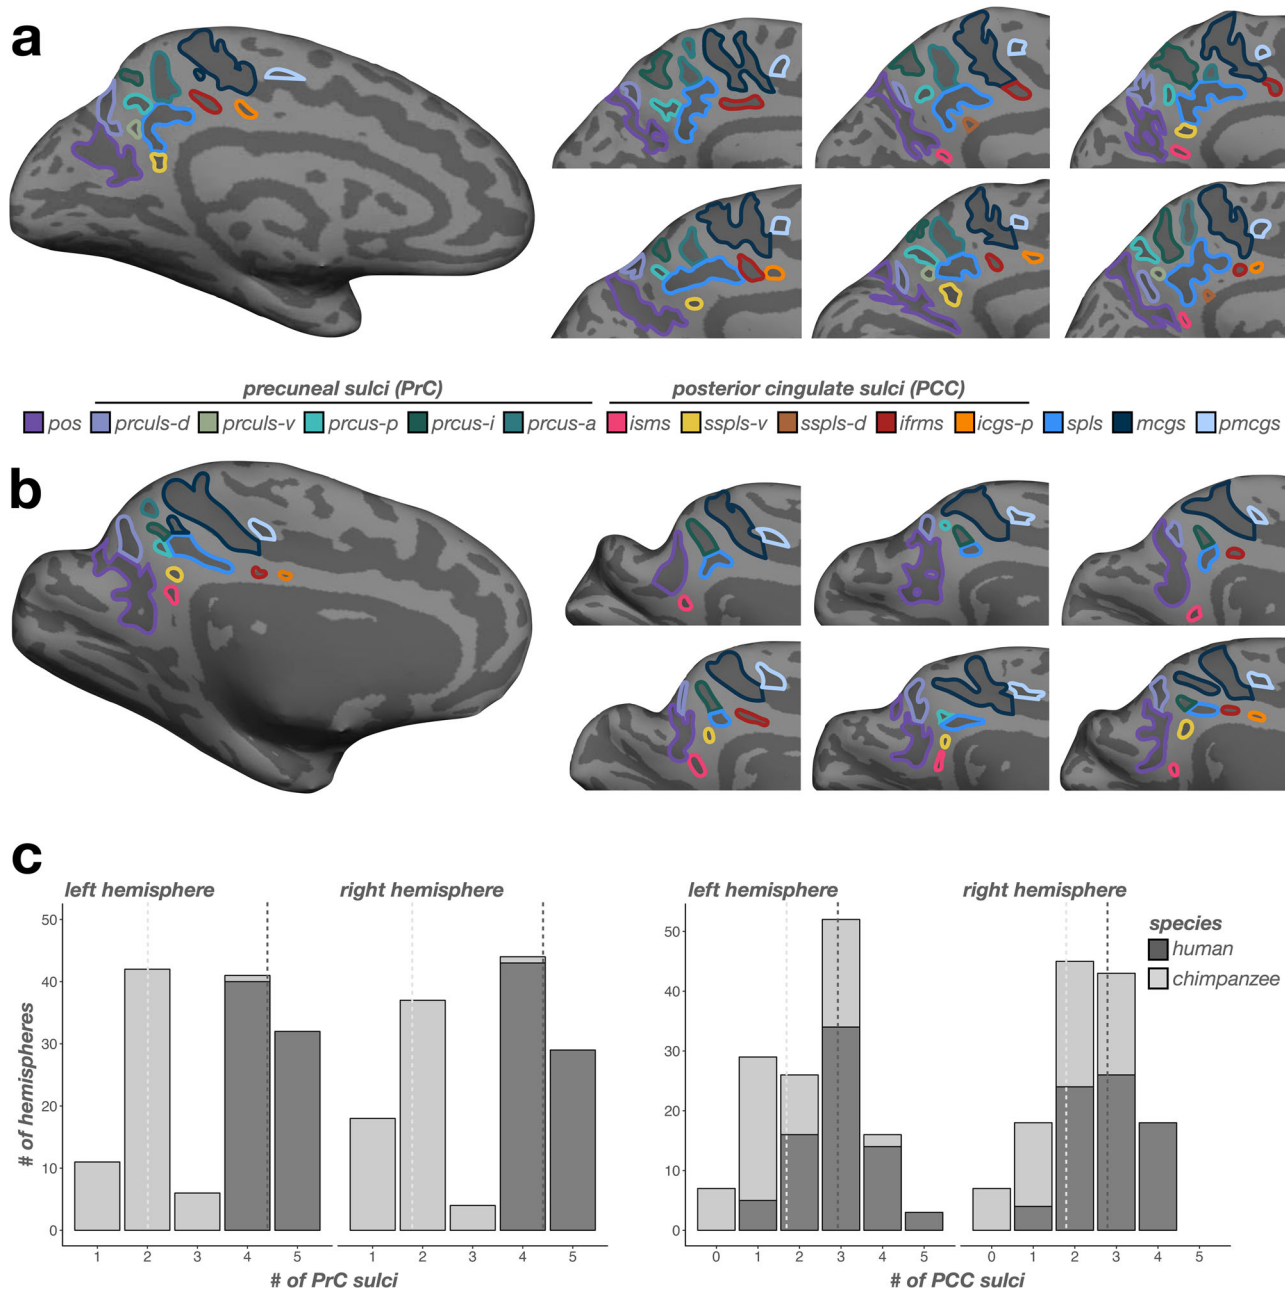 a
precuneal sulci (PrC)
posterior cingulate sulci (PCC)
pos prculs-d prculs-v prcus-p prcus-i prcus-a isms sspls-v sspls-d ifrms icgs-p spls mcgs pmcgs
b
c
left hemisphere
right hemisphere
# of hemispheres
50
40
30
20
10
0
1 2 3 4 5
1 2 3 4 5
# of PrC sulci
left hemisphere
right hemisphere
50
40
30
20
10
0
0 1 2 3 4 5
0 1 2 3 4 5
# of PCC sulci
species
human
chimpanzee